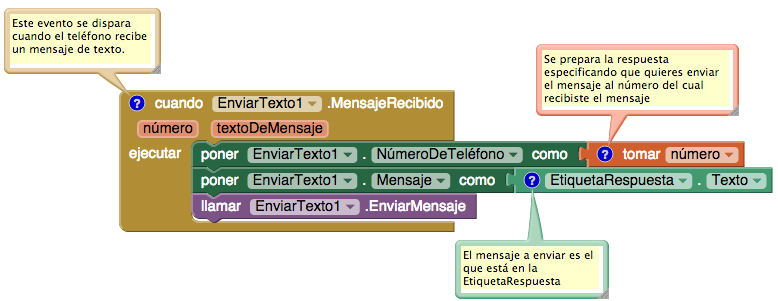 Este evento se dispara
cuando el teléfono recibe
un mensaje de texto.
Se prepara la respuesta
especificando que quieres enviar
el mensaje al número del cual
recibiste el mensaje
? cuando EnviarTexto1 .MensajeRecibido
número textoDeMensaje
ejecutar poner EnviarTexto1 . NúmeroDeTeléfono como ? tomar número
poner EnviarTexto1 . Mensaje como ? EtiquetaRespuesta . Texto
llamar EnviarTexto1 .EnviarMensaje
El mensaje a enviar es el
que está en la
EtiquetaRespuesta